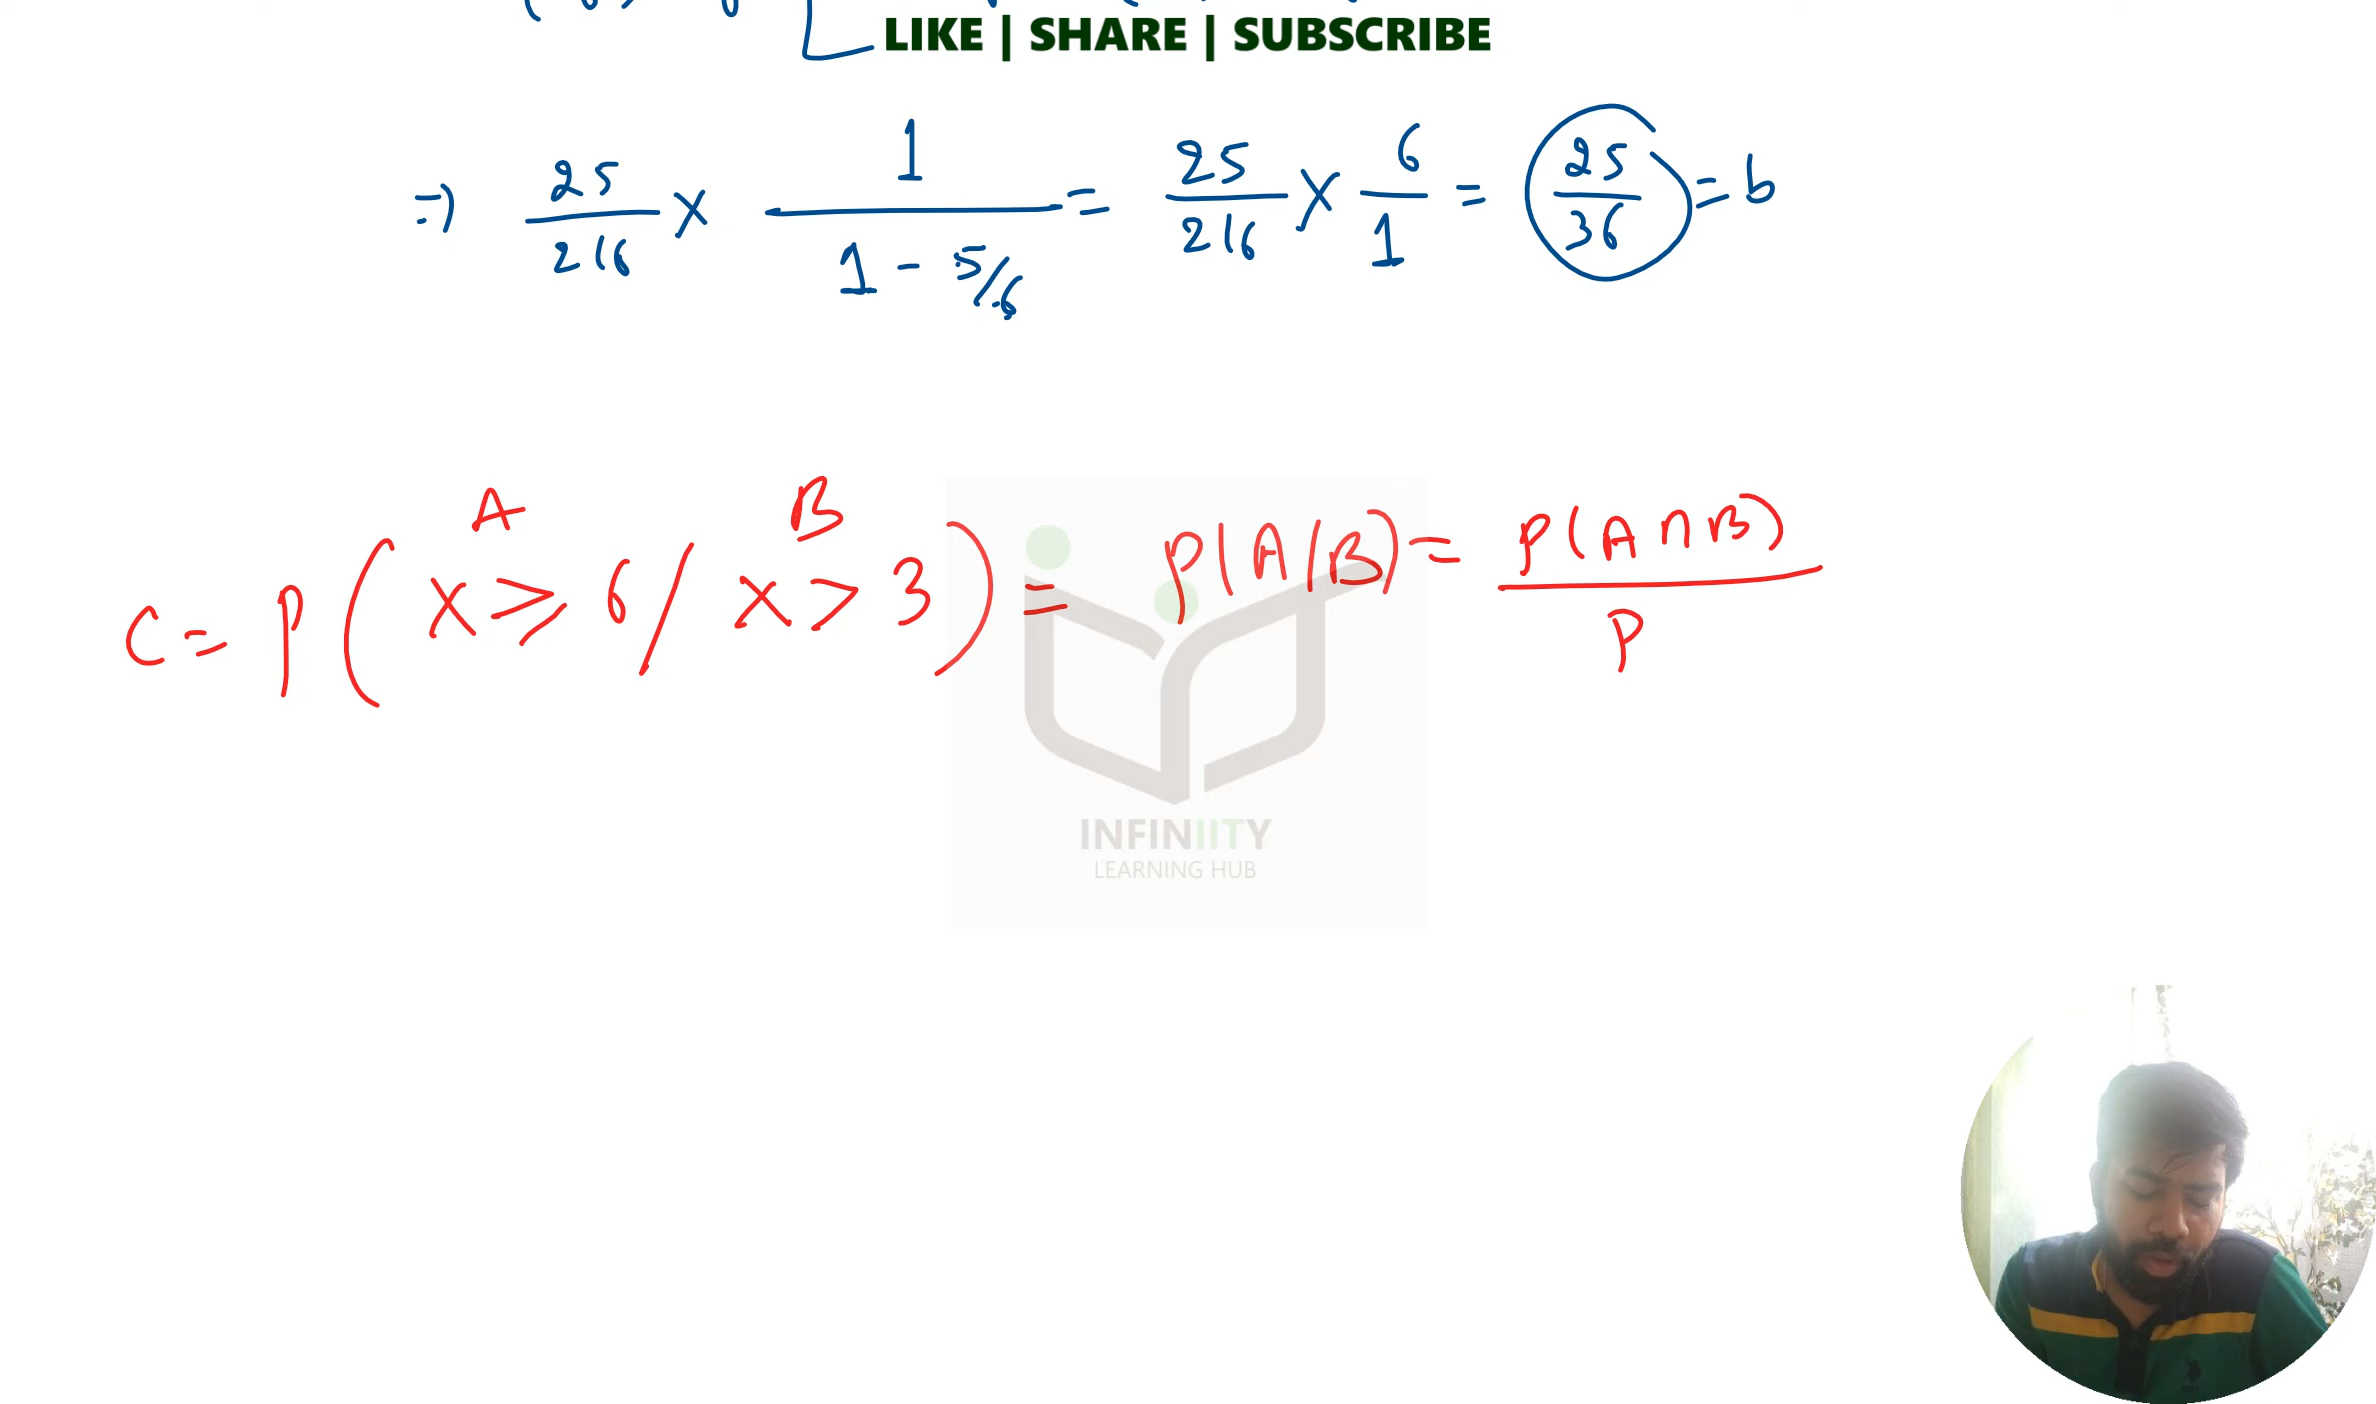 LIKE | SHARE | SUBSCRIBE
⇒ 25/216 × 1/(1 - 5/6) = 25/216 × 6/1 = 25/36 = b
A B
C = P(X ≥ 6 / X > 3) = P(A/B) = P(A∩B)/P
INFINIITY
LEARNING HUB